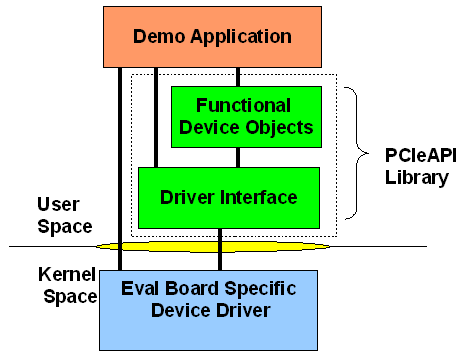 Demo Application
Functional
Device Objects
PCIeAPI
Library
Driver Interface
User
Space
Kernel
Space
Eval Board Specific
Device Driver